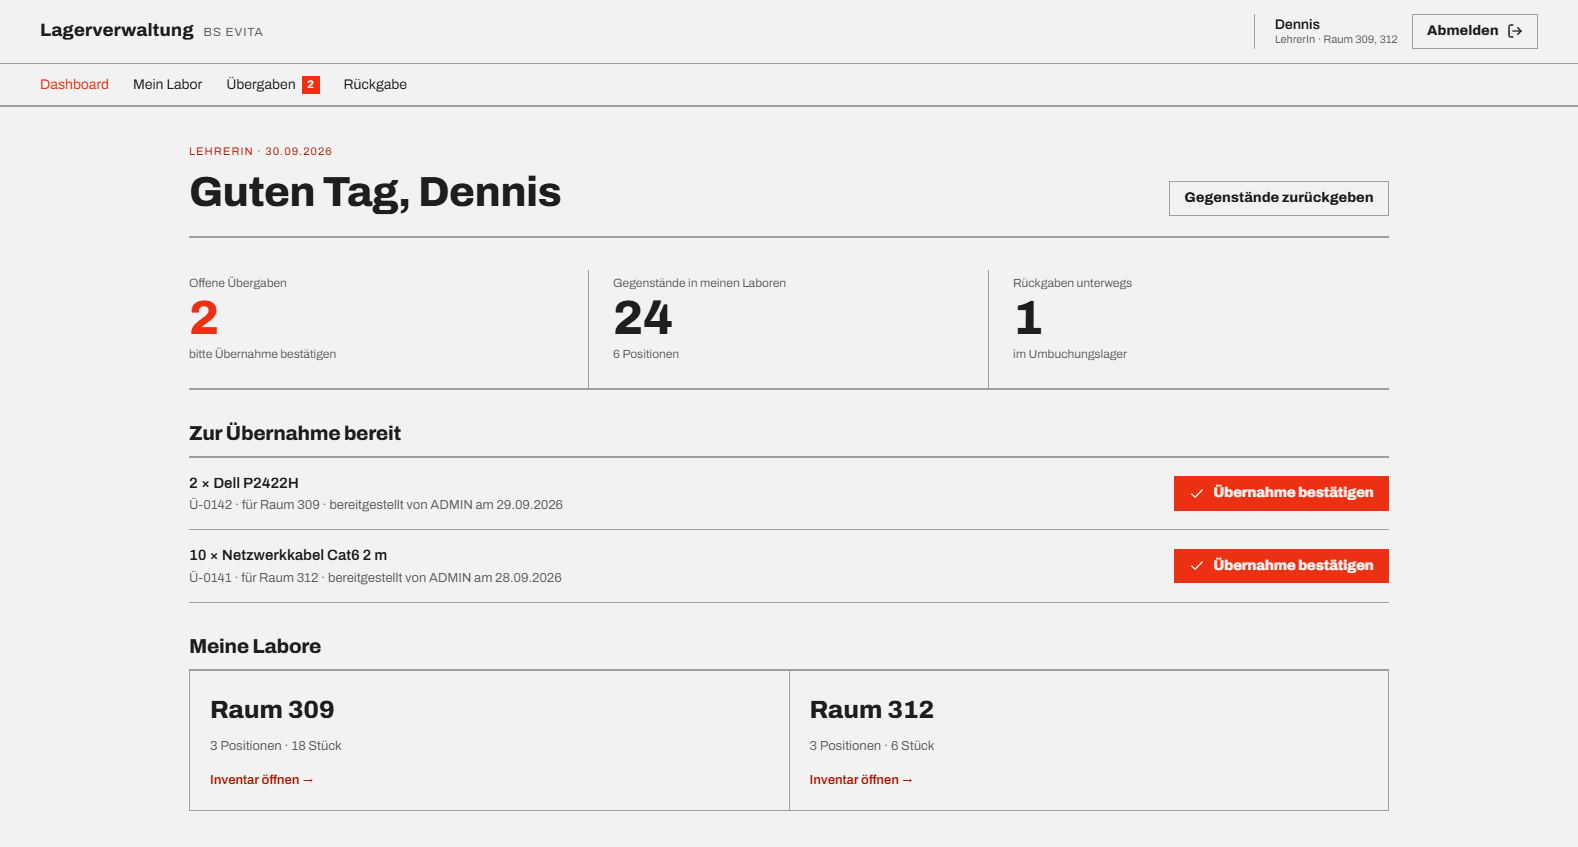 Lagerverwaltung BS EVITA
Dennis
LehrerIn · Raum 309, 312
Abmelden
Dashboard Mein Labor Übergaben 2 Rückgabe
LEHRERIN · 30.09.2026
Guten Tag, Dennis
Gegenstände zurückgeben
Offene Übergaben
2
bitte Übernahme bestätigen
Gegenstände in meinen Laboren
24
6 Positionen
Rückgaben unterwegs
1
im Umbuchungslager
Zur Übernahme bereit
2 × Dell P2422H
Ü-0142 · für Raum 309 · bereitgestellt von ADMIN am 29.09.2026
Übernahme bestätigen
10 × Netzwerkkabel Cat6 2 m
Ü-0141 · für Raum 312 · bereitgestellt von ADMIN am 28.09.2026
Übernahme bestätigen
Meine Labore
Raum 309
3 Positionen · 18 Stück
Inventar öffnen →
Raum 312
3 Positionen · 6 Stück
Inventar öffnen →